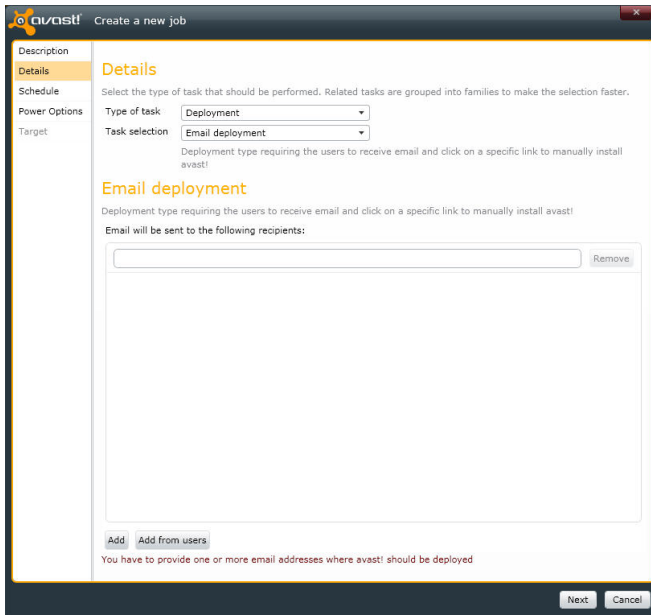 avast! Create a new job
Description
Details
Schedule
Power Options
Target
Details
Select the type of task that should be performed. Related tasks are grouped into families to make the selection faster.
Type of task Deployment
Task selection Email deployment
Deployment type requiring the users to receive email and click on a specific link to manually install
avast!
Email deployment
Deployment type requiring the users to receive email and click on a specific link to manually install avast!
Email will be sent to the following recipients:
Remove
Add Add from users
You have to provide one or more email addresses where avast! should be deployed
Next Cancel